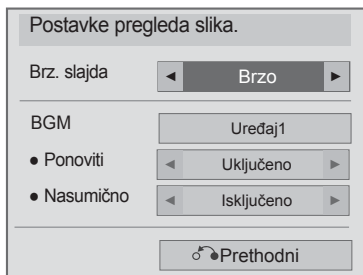 Postavke pregleda slika.
Brz. slajda ◄ Brzo ►
BGM Uređaj1
● Ponoviti ◄ Uključeno ►
● Nasumično ◄ Isključeno ►
Prethodni